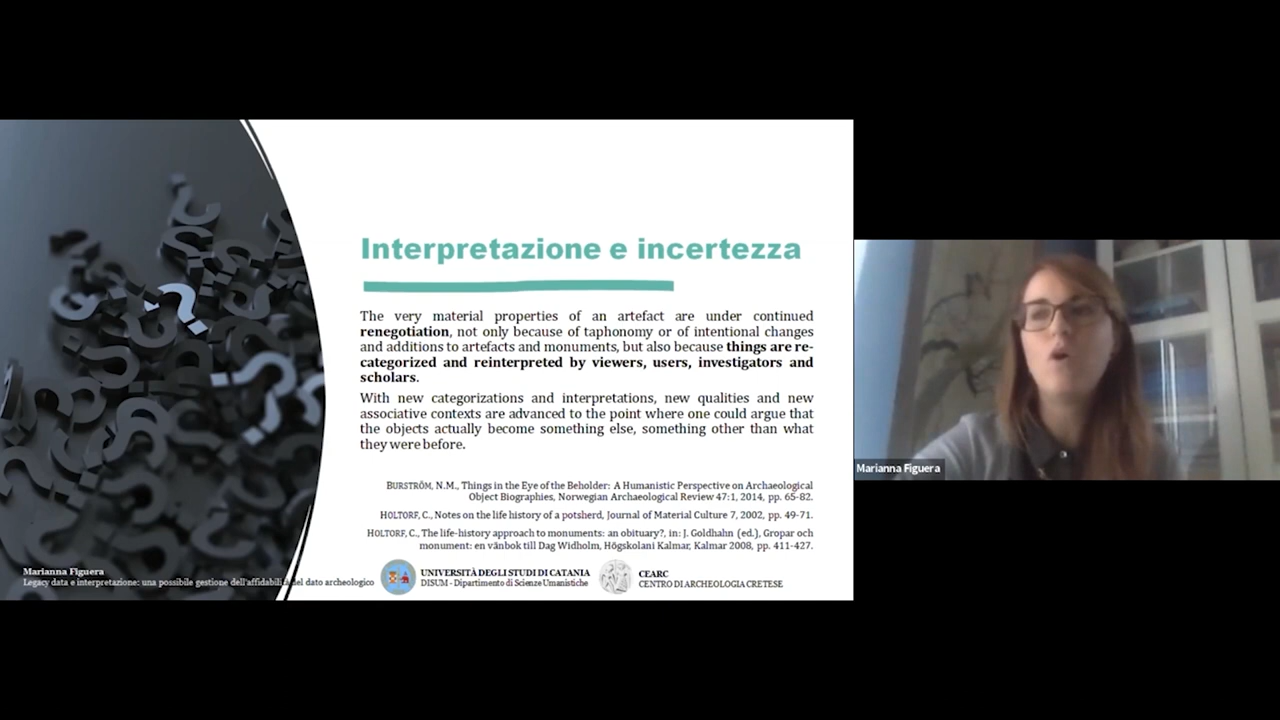 Interpretazione e incertezza
The very material properties of an artefact are under continued
renegotiation, not only because of taphonomy or of intentional changes
and additions to artefacts and monuments, but also because things are re-
categorized and reinterpreted by viewers, users, investigators and
scholars.
With new categorizations and interpretations, new qualities and new
associative contexts are advanced to the point where one could argue that
the objects actually become something else, something other than what
they were before.
BURSTRÖM, N.M., Things in the Eye of the Beholder: A Humanistic Perspective on Archaeological
Object Biographies, Norwegian Archaeological Review 47:1, 2014, pp. 65-82.
HOLTORF, C., Notes on the life history of a potsherd, Journal of Material Culture 7, 2002, pp. 49-71.
HOLTORF, C., The life-history approach to monuments: an obituary?, in: J. Goldhahn (ed.), Gropar och
monument: en vänbok till Dag Widholm, Högskolani Kalmar, Kalmar 2008, pp. 411-427.
Marianna Figuera
Legacy data e interpretazione: una possibile gestione dell'affidabilità del dato archeologico
UNIVERSITÀ DEGLI STUDI DI CATANIA
DISUM - Dipartimento di Scienze Umanistiche
CEARC
CENTRO DI ARCHEOLOGIA CRETESE
Marianna Figuera